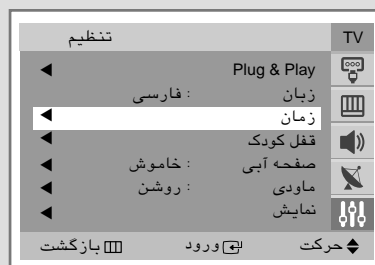 TV
تنظیم
Plug & Play
زبان : فارسی
زمان
قفل کودک
صفحه آبی : خاموش
ماودی : روشن
نمایش
حرکت ورود بازگشت